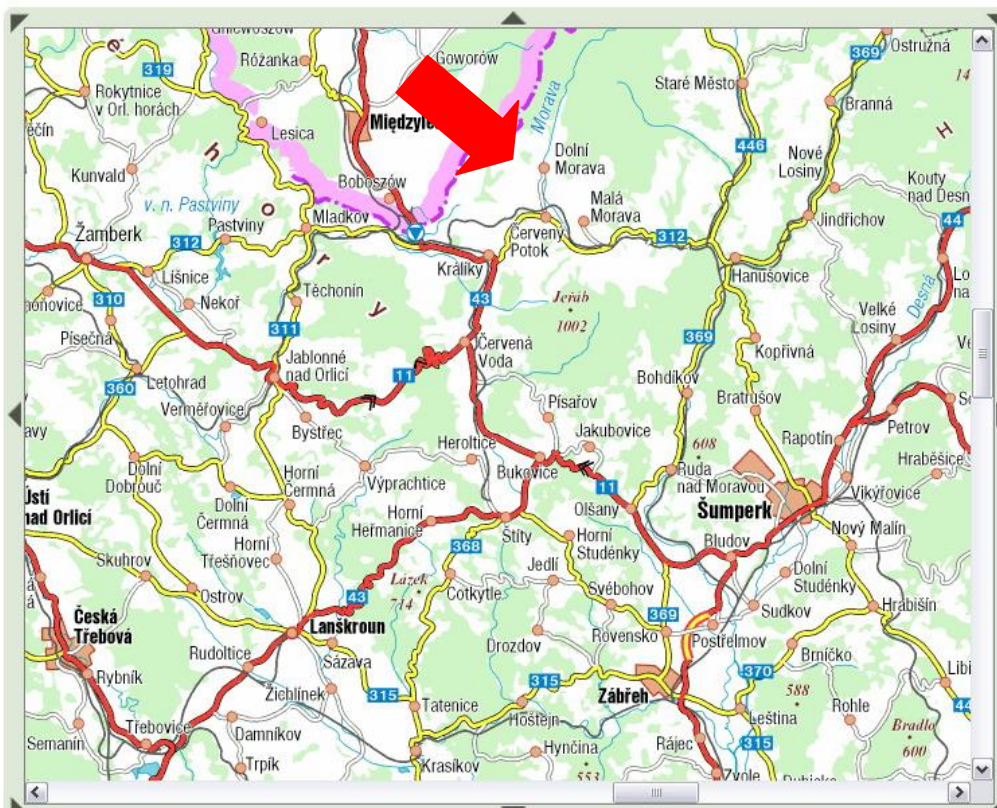 Różanka
Goworów
369
Ostružná
319
Rokytnice
v Orl. horách
Staré Město
Branná
Lesica
Morava
446
Kunvald
Boboszów
Dolní
Morava
Nové
Losiny
Kouty
nad Desn
v. n. Pastviny
Pastviny
Mladkov
Malá
Morava
Jindřichov
44
Žamberk
312
Červený
Potok
312
Králíky
Hanušovice
Lišnice
310
Nekoř
Těchonín
43
Jeřáb
1002
Desná
Velké
Losiny
Písečná
311
369
Červená
Voda
Kopřivná
Jablonné
nad Orlicí
Letohrad
360
11
Bohdíkov
Bratrušov
Verměřovice
Bystřec
Písařov
Petrov
Jakubovice
Rapotín
608
Heroltice
Hraběšice
Dolní
Dobrouč
Horní
Čermná
Výprachtice
Bukovice
11
Ruda
nad Moravou
Vikýřovice
Ústí
nad Orlicí
Dolní
Čermná
Horní
Heřmanice
Štíty
Olšany
Šumperk
Nový Malín
Horní
Třešňovec
368
Horní
Studénky
Bludov
Skuhrov
Jedlí
Dolní
Studénky
Ostrov
Lázek
714
Cotkytle
Svébohov
43
369
Sudkov
Hrabišín
Česká
Třebová
Lanškroun
Drozdov
Rovensko
Postřelmov
Rudoltice
Sázava
Brníčko
Rybník
Žichlínek
315
315
Zábřeh
370
588
Tatenice
Hoštejn
Leština
Rohle
Třebovice
Damníkov
Bradlo
600
Semanín
Rájec
315
Hynčina
Trpík
Krasíkov
553
Zvole